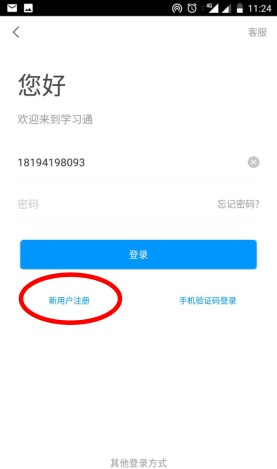 4G 11:24
客服
您好
欢迎来到学习通
18194198093
密码 忘记密码?
登录
新用户注册 手机验证码登录
其他登录方式